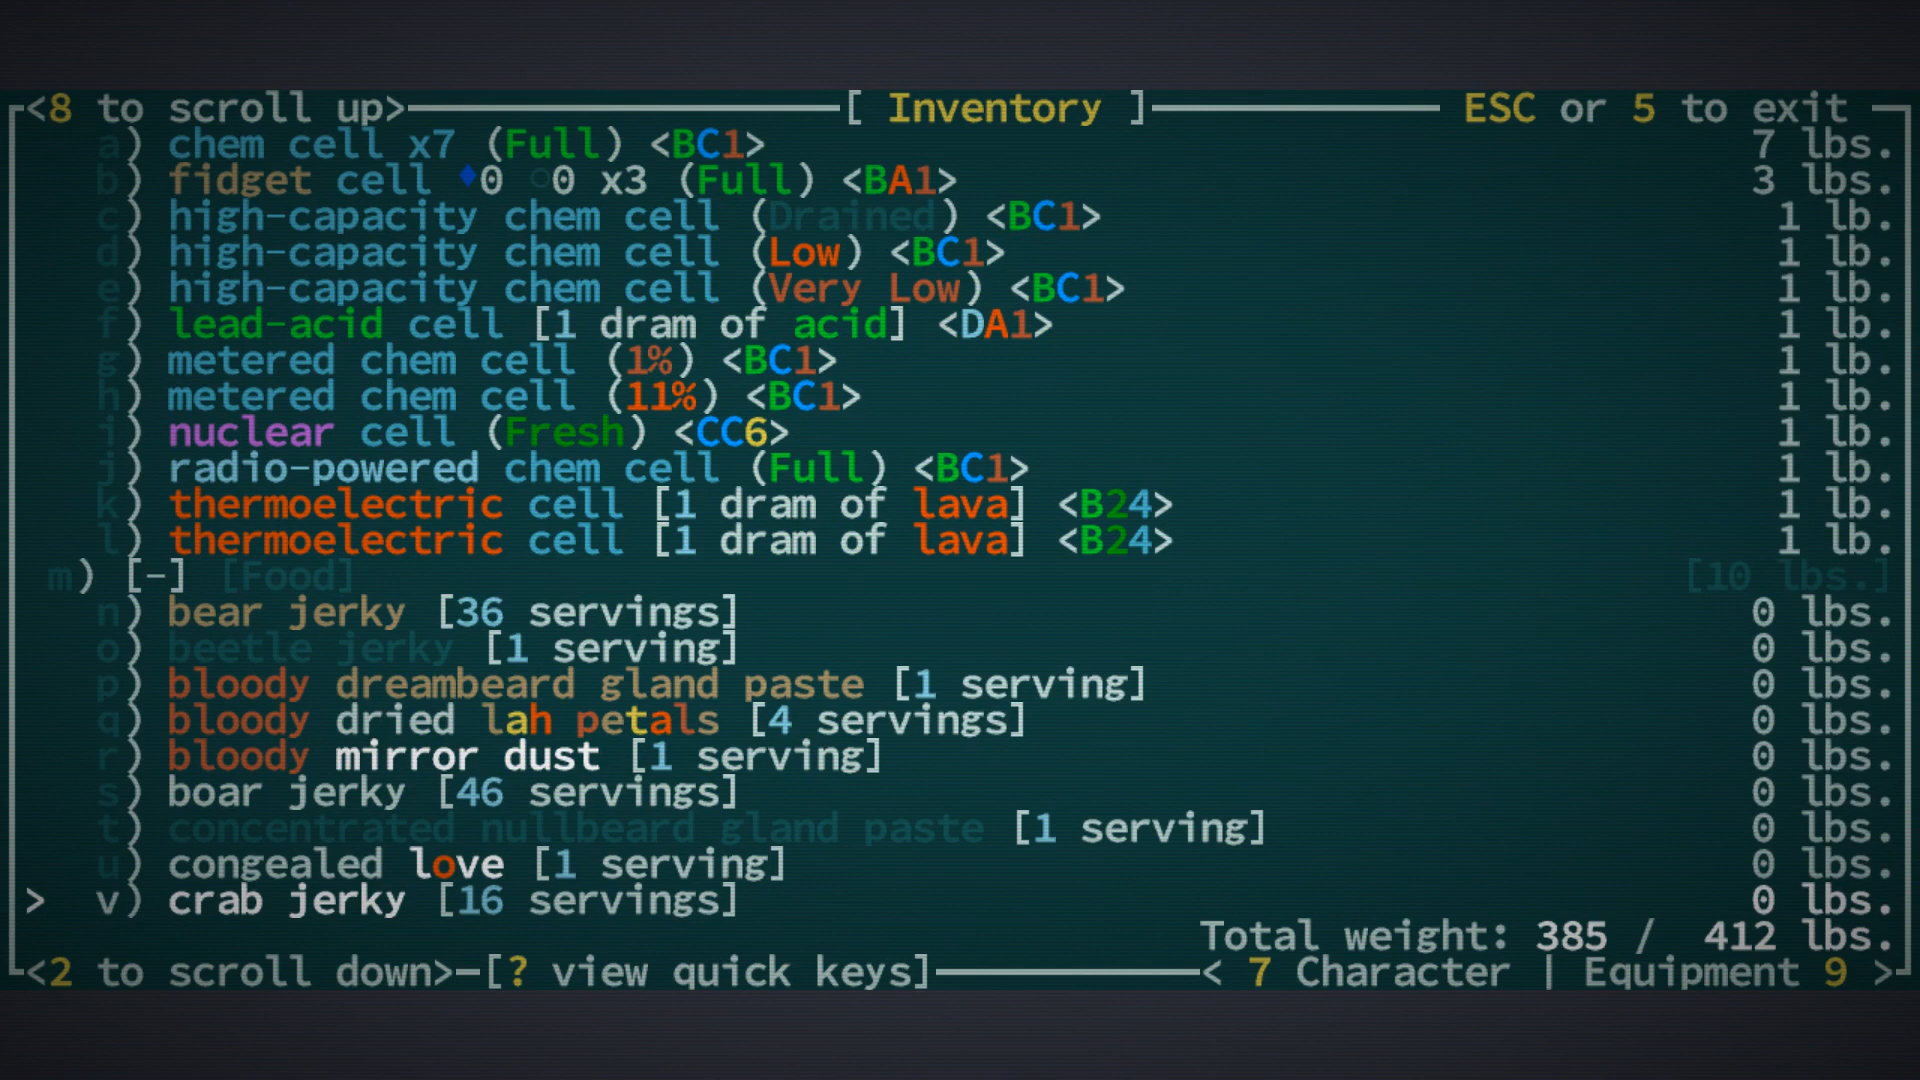 <8 to scroll up> [ Inventory ] ESC or 5 to exit
a) chem cell x7 (Full) <BC1> 7 lbs.
b) fidget cell ♦0 ○0 x3 (Full) <BA1> 3 lbs.
c) high-capacity chem cell (Drained) <BC1> 1 lb.
d) high-capacity chem cell (Low) <BC1> 1 lb.
e) high-capacity chem cell (Very Low) <BC1> 1 lb.
f) lead-acid cell [1 dram of acid] <DA1> 1 lb.
g) metered chem cell (1%) <BC1> 1 lb.
h) metered chem cell (11%) <BC1> 1 lb.
i) nuclear cell (Fresh) <CC6> 1 lb.
j) radio-powered chem cell (Full) <BC1> 1 lb.
k) thermoelectric cell [1 dram of lava] <B24> 1 lb.
l) thermoelectric cell [1 dram of lava] <B24> 1 lb.
m) [-] [Food] [10 lbs.]
n) bear jerky [36 servings] 0 lbs.
o) beetle jerky [1 serving] 0 lbs.
p) bloody dreambeard gland paste [1 serving] 0 lbs.
q) bloody dried lah petals [4 servings] 0 lbs.
r) bloody mirror dust [1 serving] 0 lbs.
s) boar jerky [46 servings] 0 lbs.
t) concentrated nullbeard gland paste [1 serving] 0 lbs.
u) congealed love [1 serving] 0 lbs.
> v) crab jerky [16 servings] 0 lbs.
Total weight: 385 / 412 lbs.
<2 to scroll down> [? view quick keys] < 7 Character | Equipment 9 >